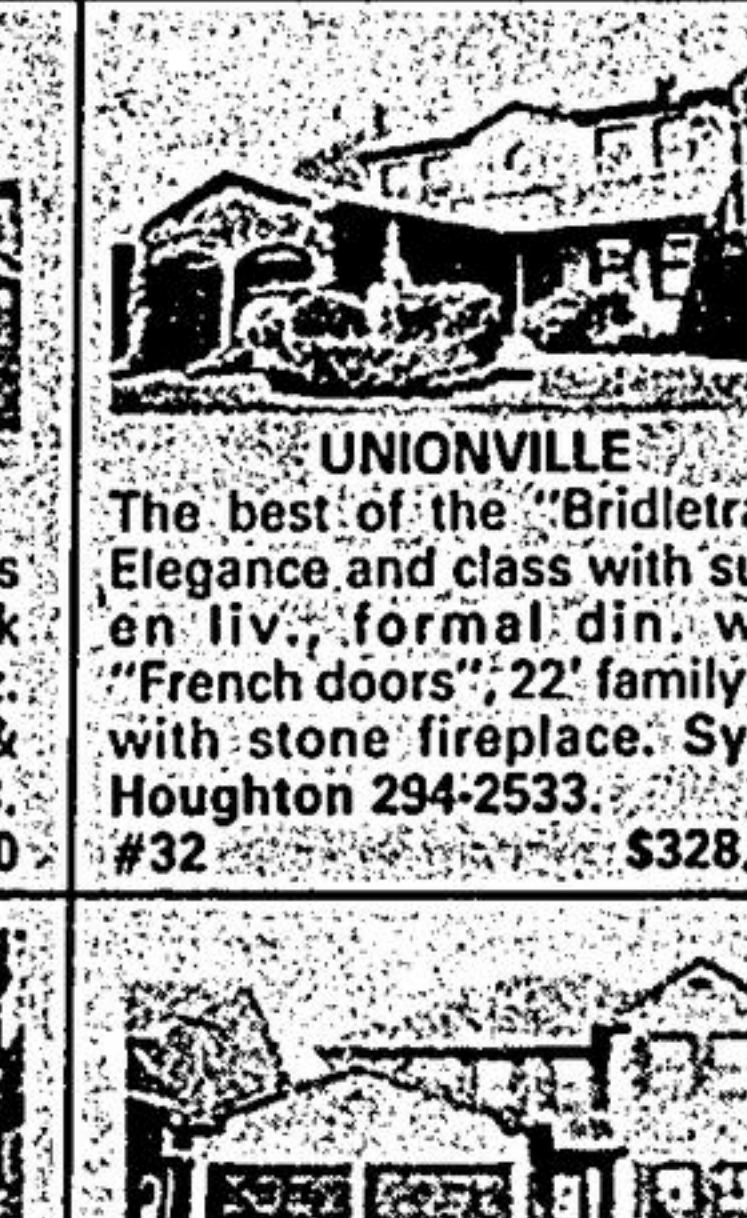 UNIONVILLE
The best of the "Bridletra
Elegance and class with su
en liv., formal din. w
"French doors", 22' family
with stone fireplace. Sy
Houghton 294-2533.
#32 $328,
s
k
.
&
.
0